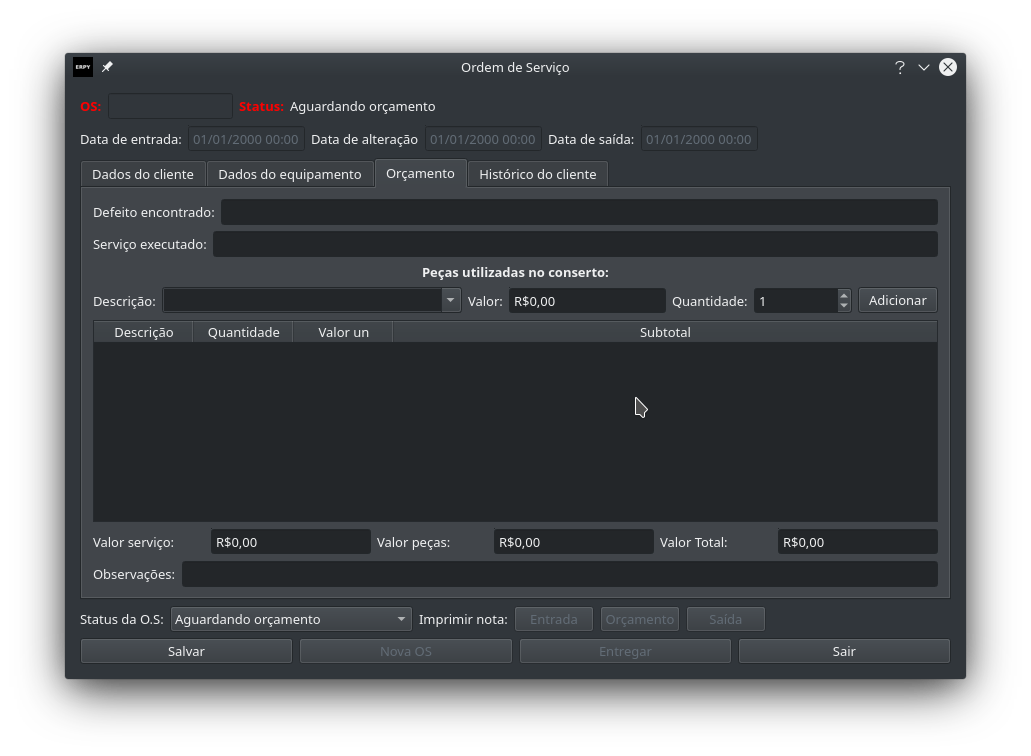 ERPY Ordem de Serviço ?
OS: Status: Aguardando orçamento
Data de entrada: 01/01/2000 00:00 Data de alteração 01/01/2000 00:00 Data de saída: 01/01/2000 00:00
Dados do cliente Dados do equipamento Orçamento Histórico do cliente
Defeito encontrado:
Serviço executado:
Peças utilizadas no conserto:
Descrição: Valor: R$0,00 Quantidade: 1 Adicionar
Descrição Quantidade Valor un Subtotal
Valor serviço: R$0,00 Valor peças: R$0,00 Valor Total: R$0,00
Observações:
Status da O.S: Aguardando orçamento Imprimir nota: Entrada Orçamento Saída
Salvar Nova OS Entregar Sair